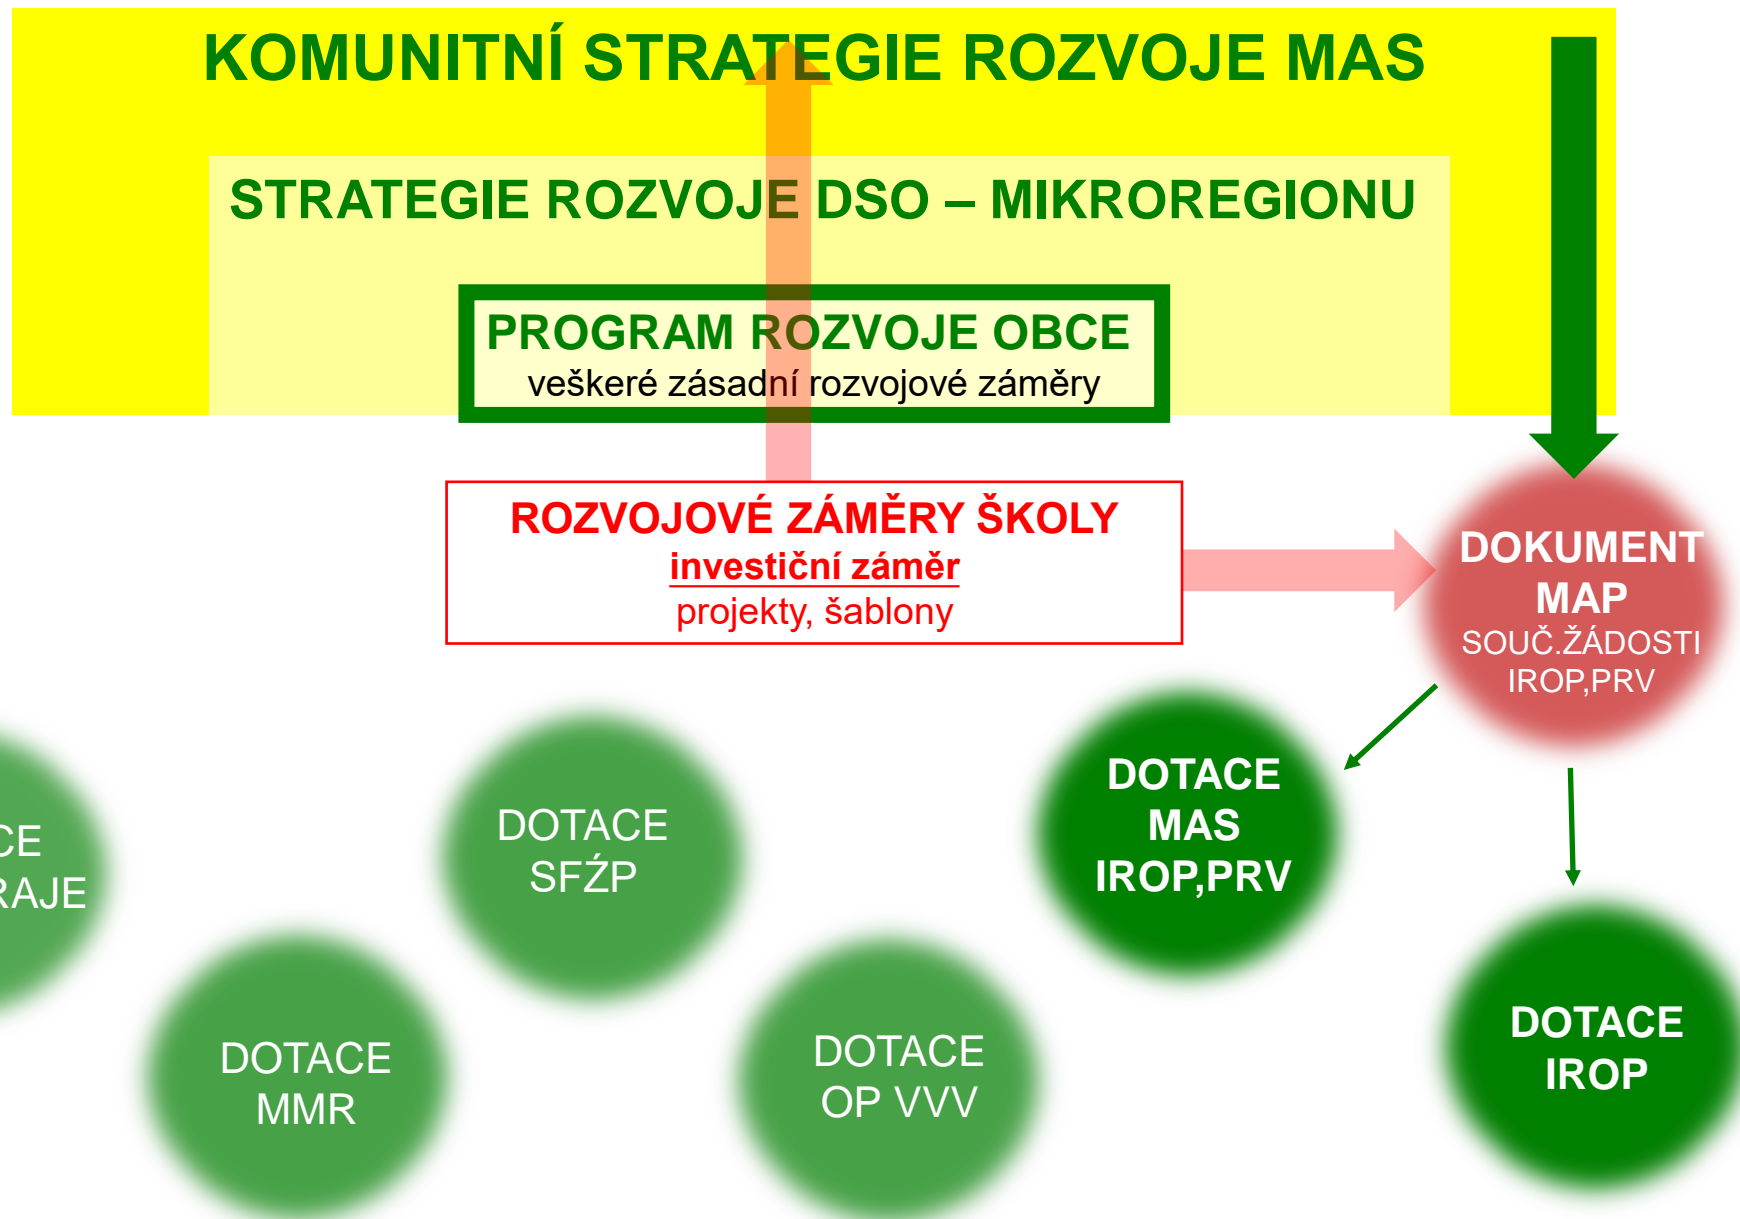 KOMUNITNÍ STRATEGIE ROZVOJE MAS
STRATEGIE ROZVOJE DSO – MIKROREGIONU
PROGRAM ROZVOJE OBCE
veškeré zásadní rozvojové záměry
ROZVOJOVÉ ZÁMĚRY ŠKOLY
investiční záměr
projekty, šablony
DOKUMENT
MAP
SOUČ.ŽÁDOSTI
IROP,PRV
DOTACE
MAS
IROP,PRV
DOTACE
SFŹP
CE
RAJE
DOTACE
MMR
DOTACE
OP VVV
DOTACE
IROP